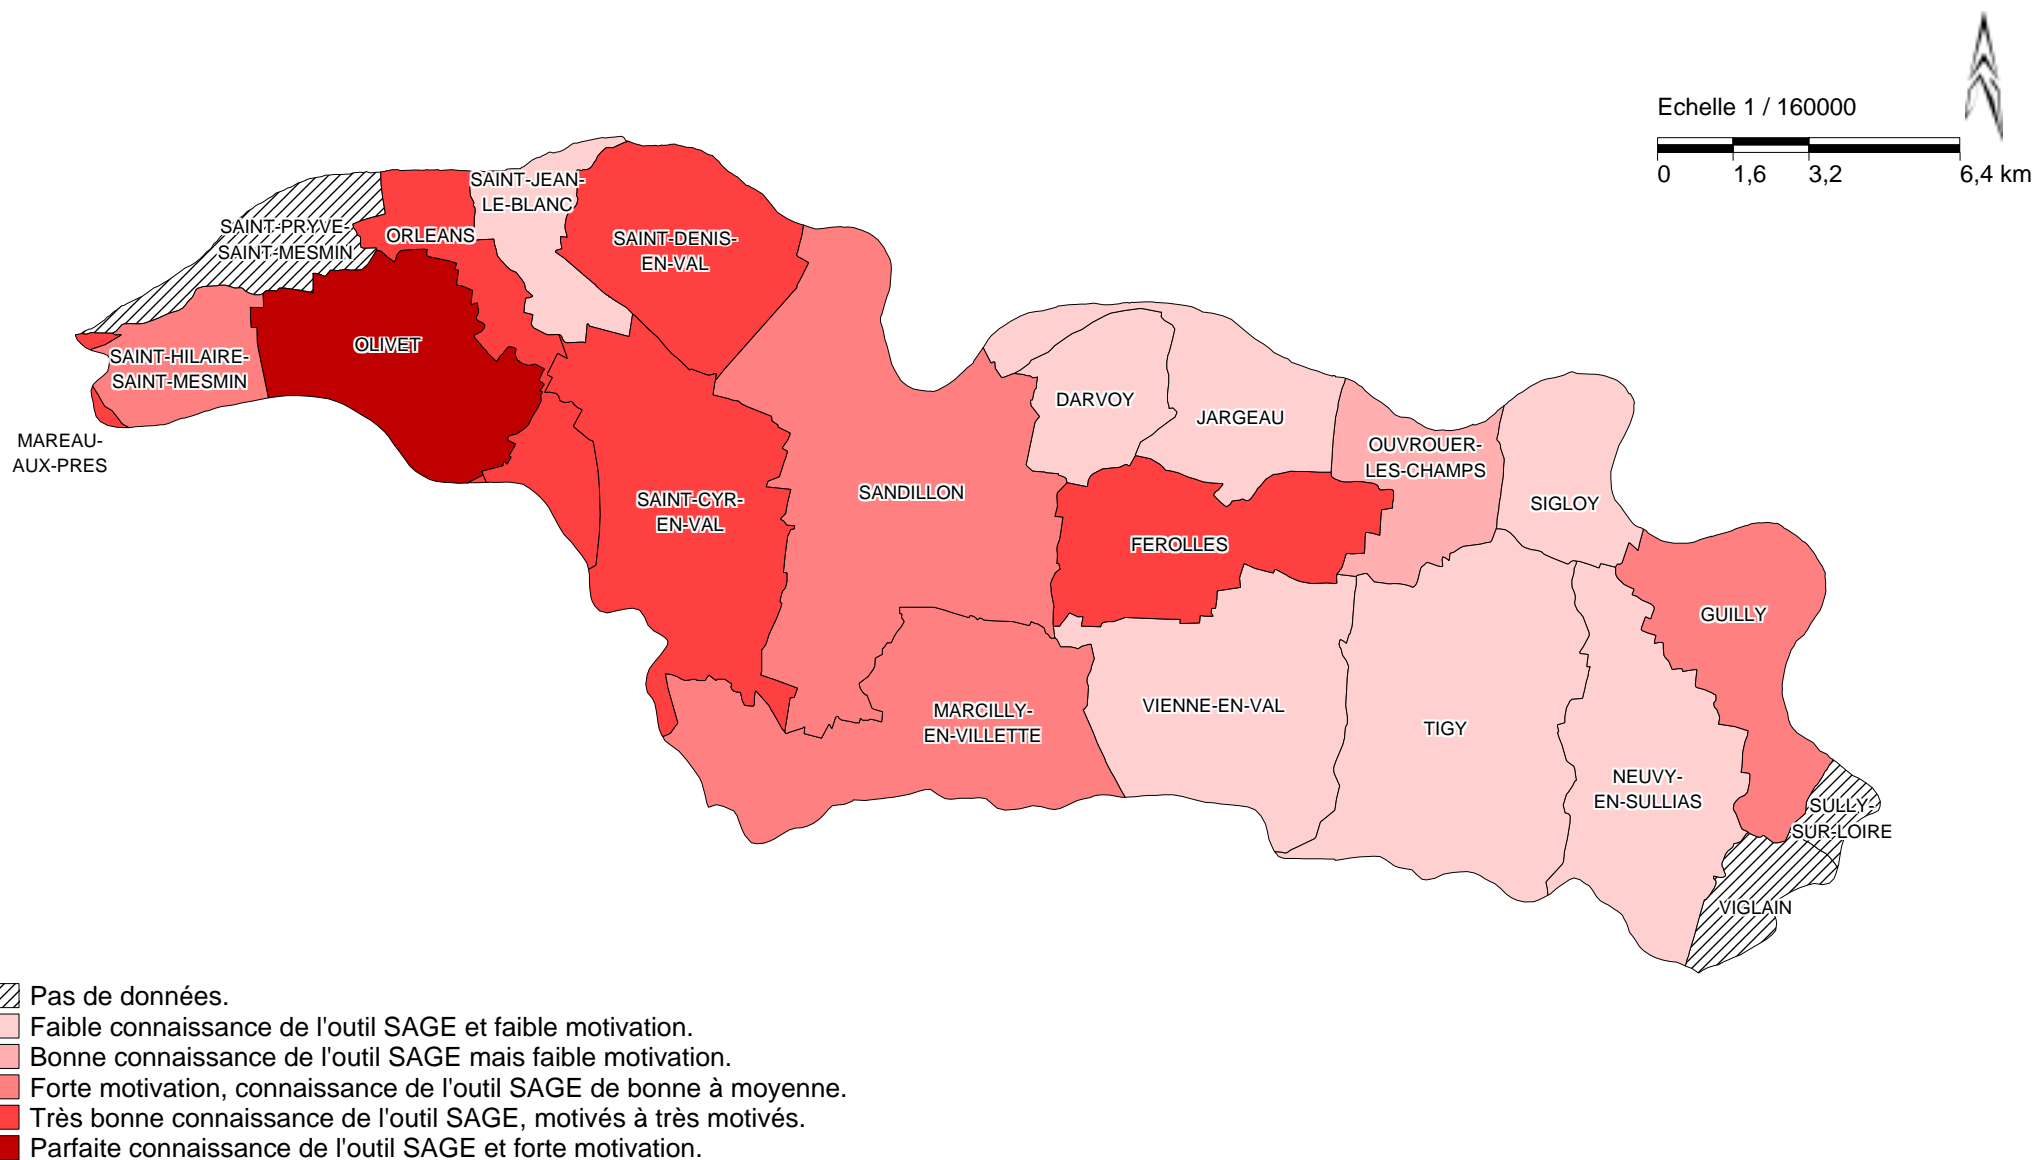 Echelle 1 / 160000
0
1,6
3,2
6,4 km
SAINT-JEAN-
LE-BLANC
SAINT-PRYVE-
SAINT-MESMIN
ORLEANS
SAINT-DENIS-
EN-VAL
OLIVET
SAINT-HILAIRE-
SAINT-MESMIN
MAREAU-
AUX-PRES
DARVOY
JARGEAU
OUVROUER-
LES-CHAMPS
SANDILLON
SAINT-CYR-
EN-VAL
SIGLOY
FEROLLES
GUILLY
MARCILLY-
EN-VILLETTE
VIENNE-EN-VAL
TIGY
NEUVY-
EN-SULLIAS
SULLY-
SUR-LOIRE
VIGLAIN
Pas de données.
Faible connaissance de l'outil SAGE et faible motivation.
Bonne connaissance de l'outil SAGE mais faible motivation.
Forte motivation, connaissance de l'outil SAGE de bonne à moyenne.
Très bonne connaissance de l'outil SAGE, motivés à très motivés.
Parfaite connaissance de l'outil SAGE et forte motivation.